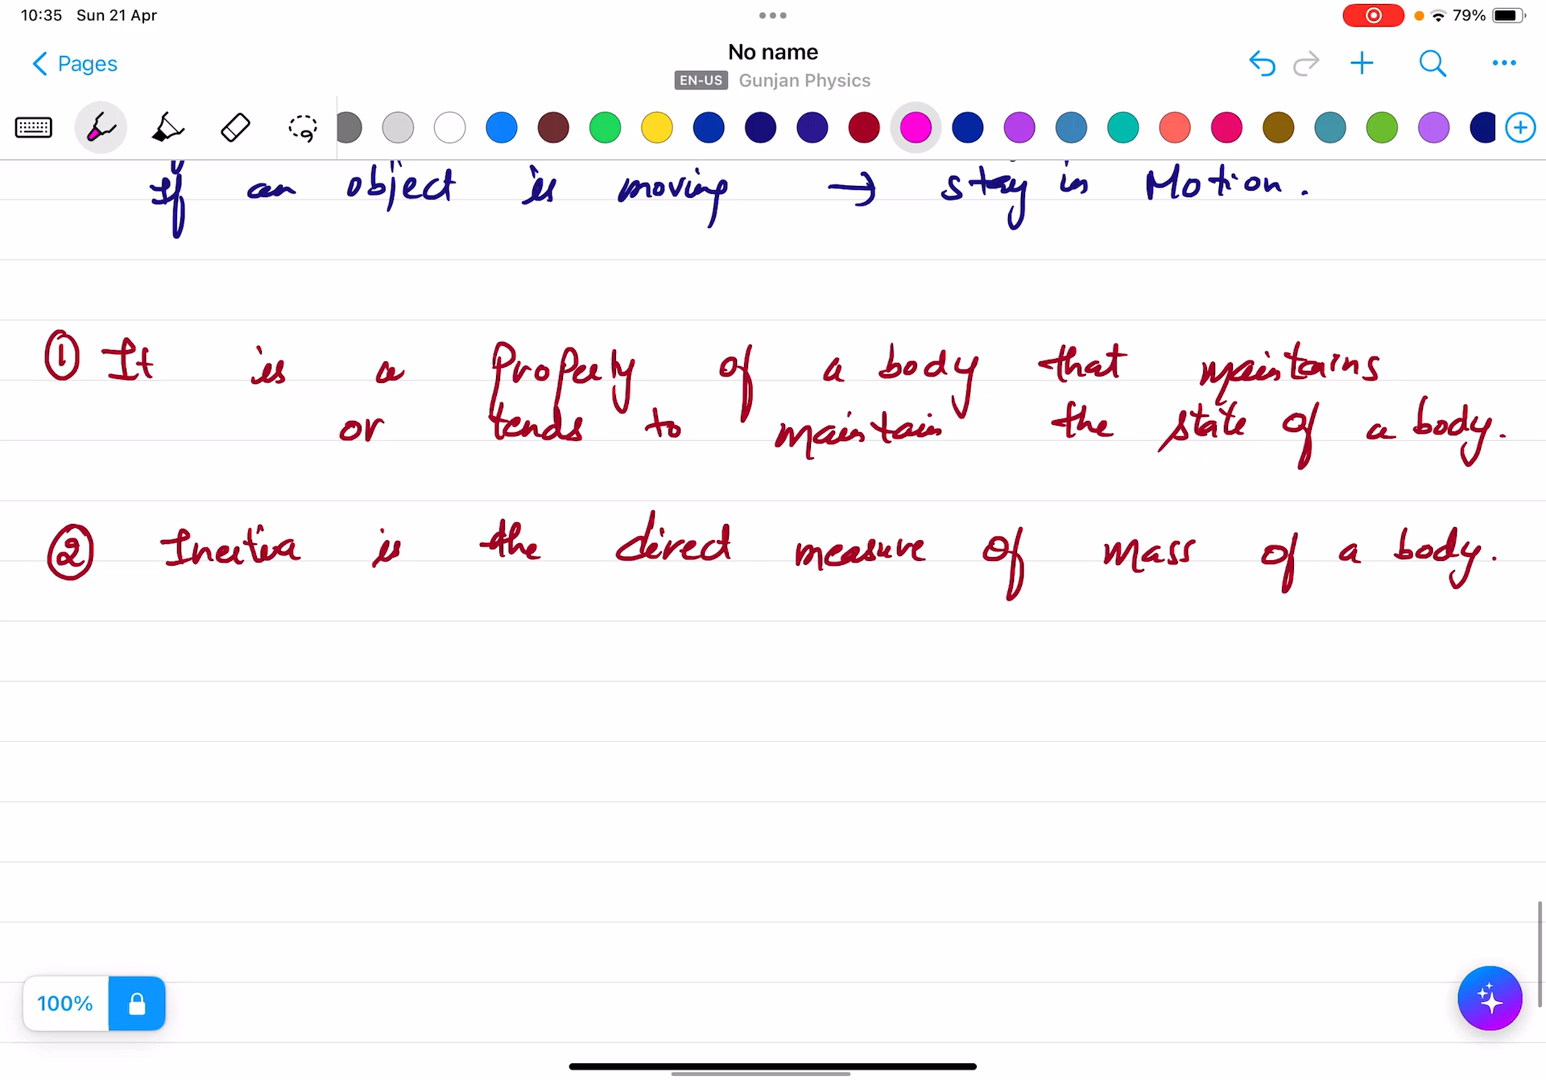 10:35 Sun 21 Apr
79%
Pages
No name
EN-US Gunjan Physics
If an object is moving → stay in Motion.
① It is a Property of a body that maintains
or tends to maintain the state of a body.
② Inertia is the direct measure of mass of a body.
100%